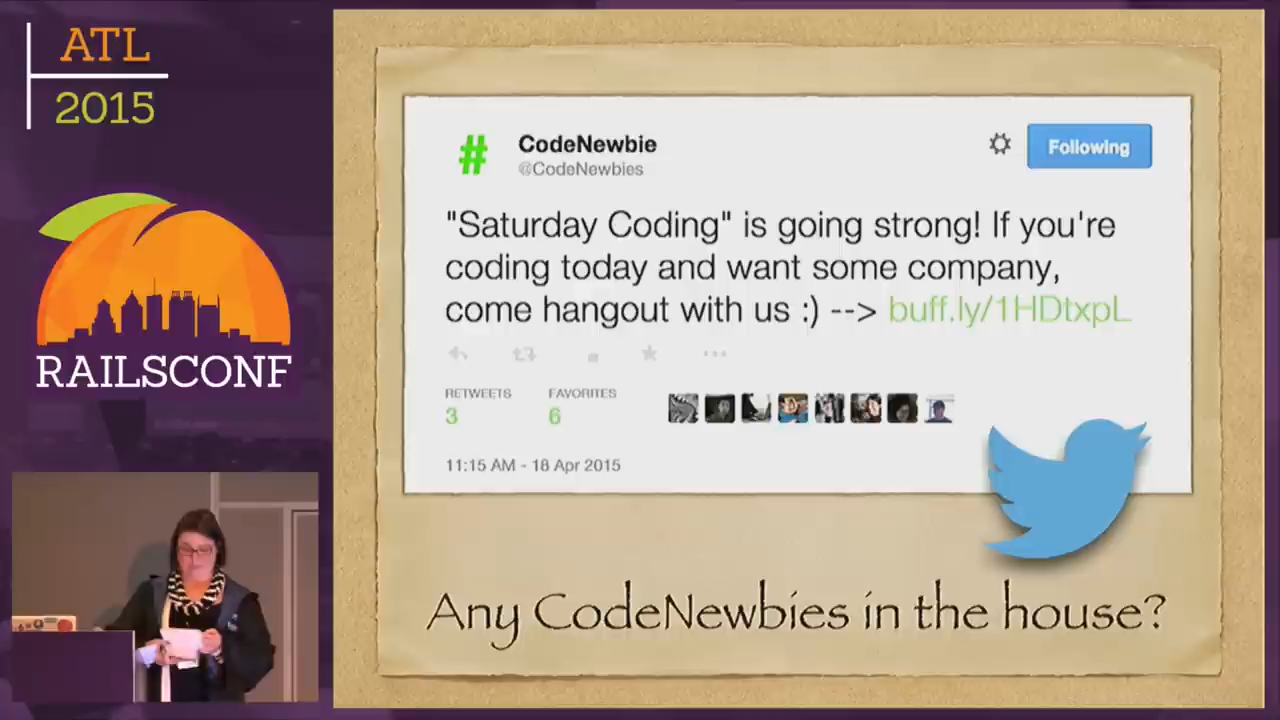 ATL
2015
RAILSCONF
#
CodeNewbie
@CodeNewbies
Following
"Saturday Coding" is going strong! If you're
coding today and want some company,
come hangout with us :) --> buff.ly/1HDtxpL
RETWEETS
FAVORITES
3
6
11:15 AM - 18 Apr 2015
Any CodeNewbies in the house?